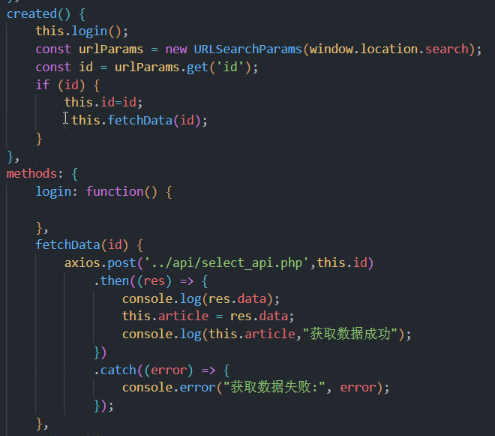 created() {
this.login();
const urlParams = new URLSearchParams(window.location.search);
const id = urlParams.get('id');
if (id) {
this.id=id;
this.fetchData(id);
}
},
methods: {
login: function() {
},
fetchData(id) {
axios.post('../api/select_api.php',this.id)
.then((res) => {
console.log(res.data);
this.article = res.data;
console.log(this.article,"获取数据成功");
})
.catch((error) => {
console.error("获取数据失败:", error);
});
},